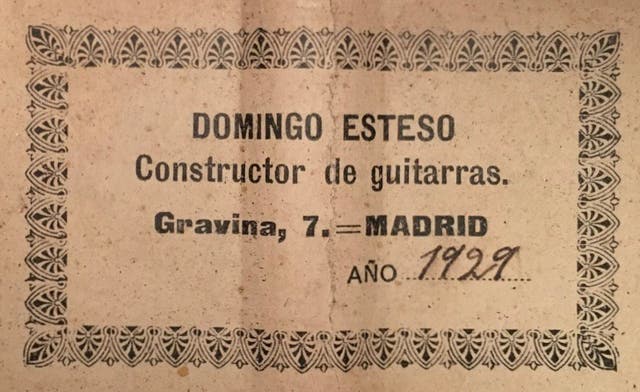 DOMINGO ESTESO
Constructor de guitarras.
Gravina, 7.=MADRID
AÑO 1929